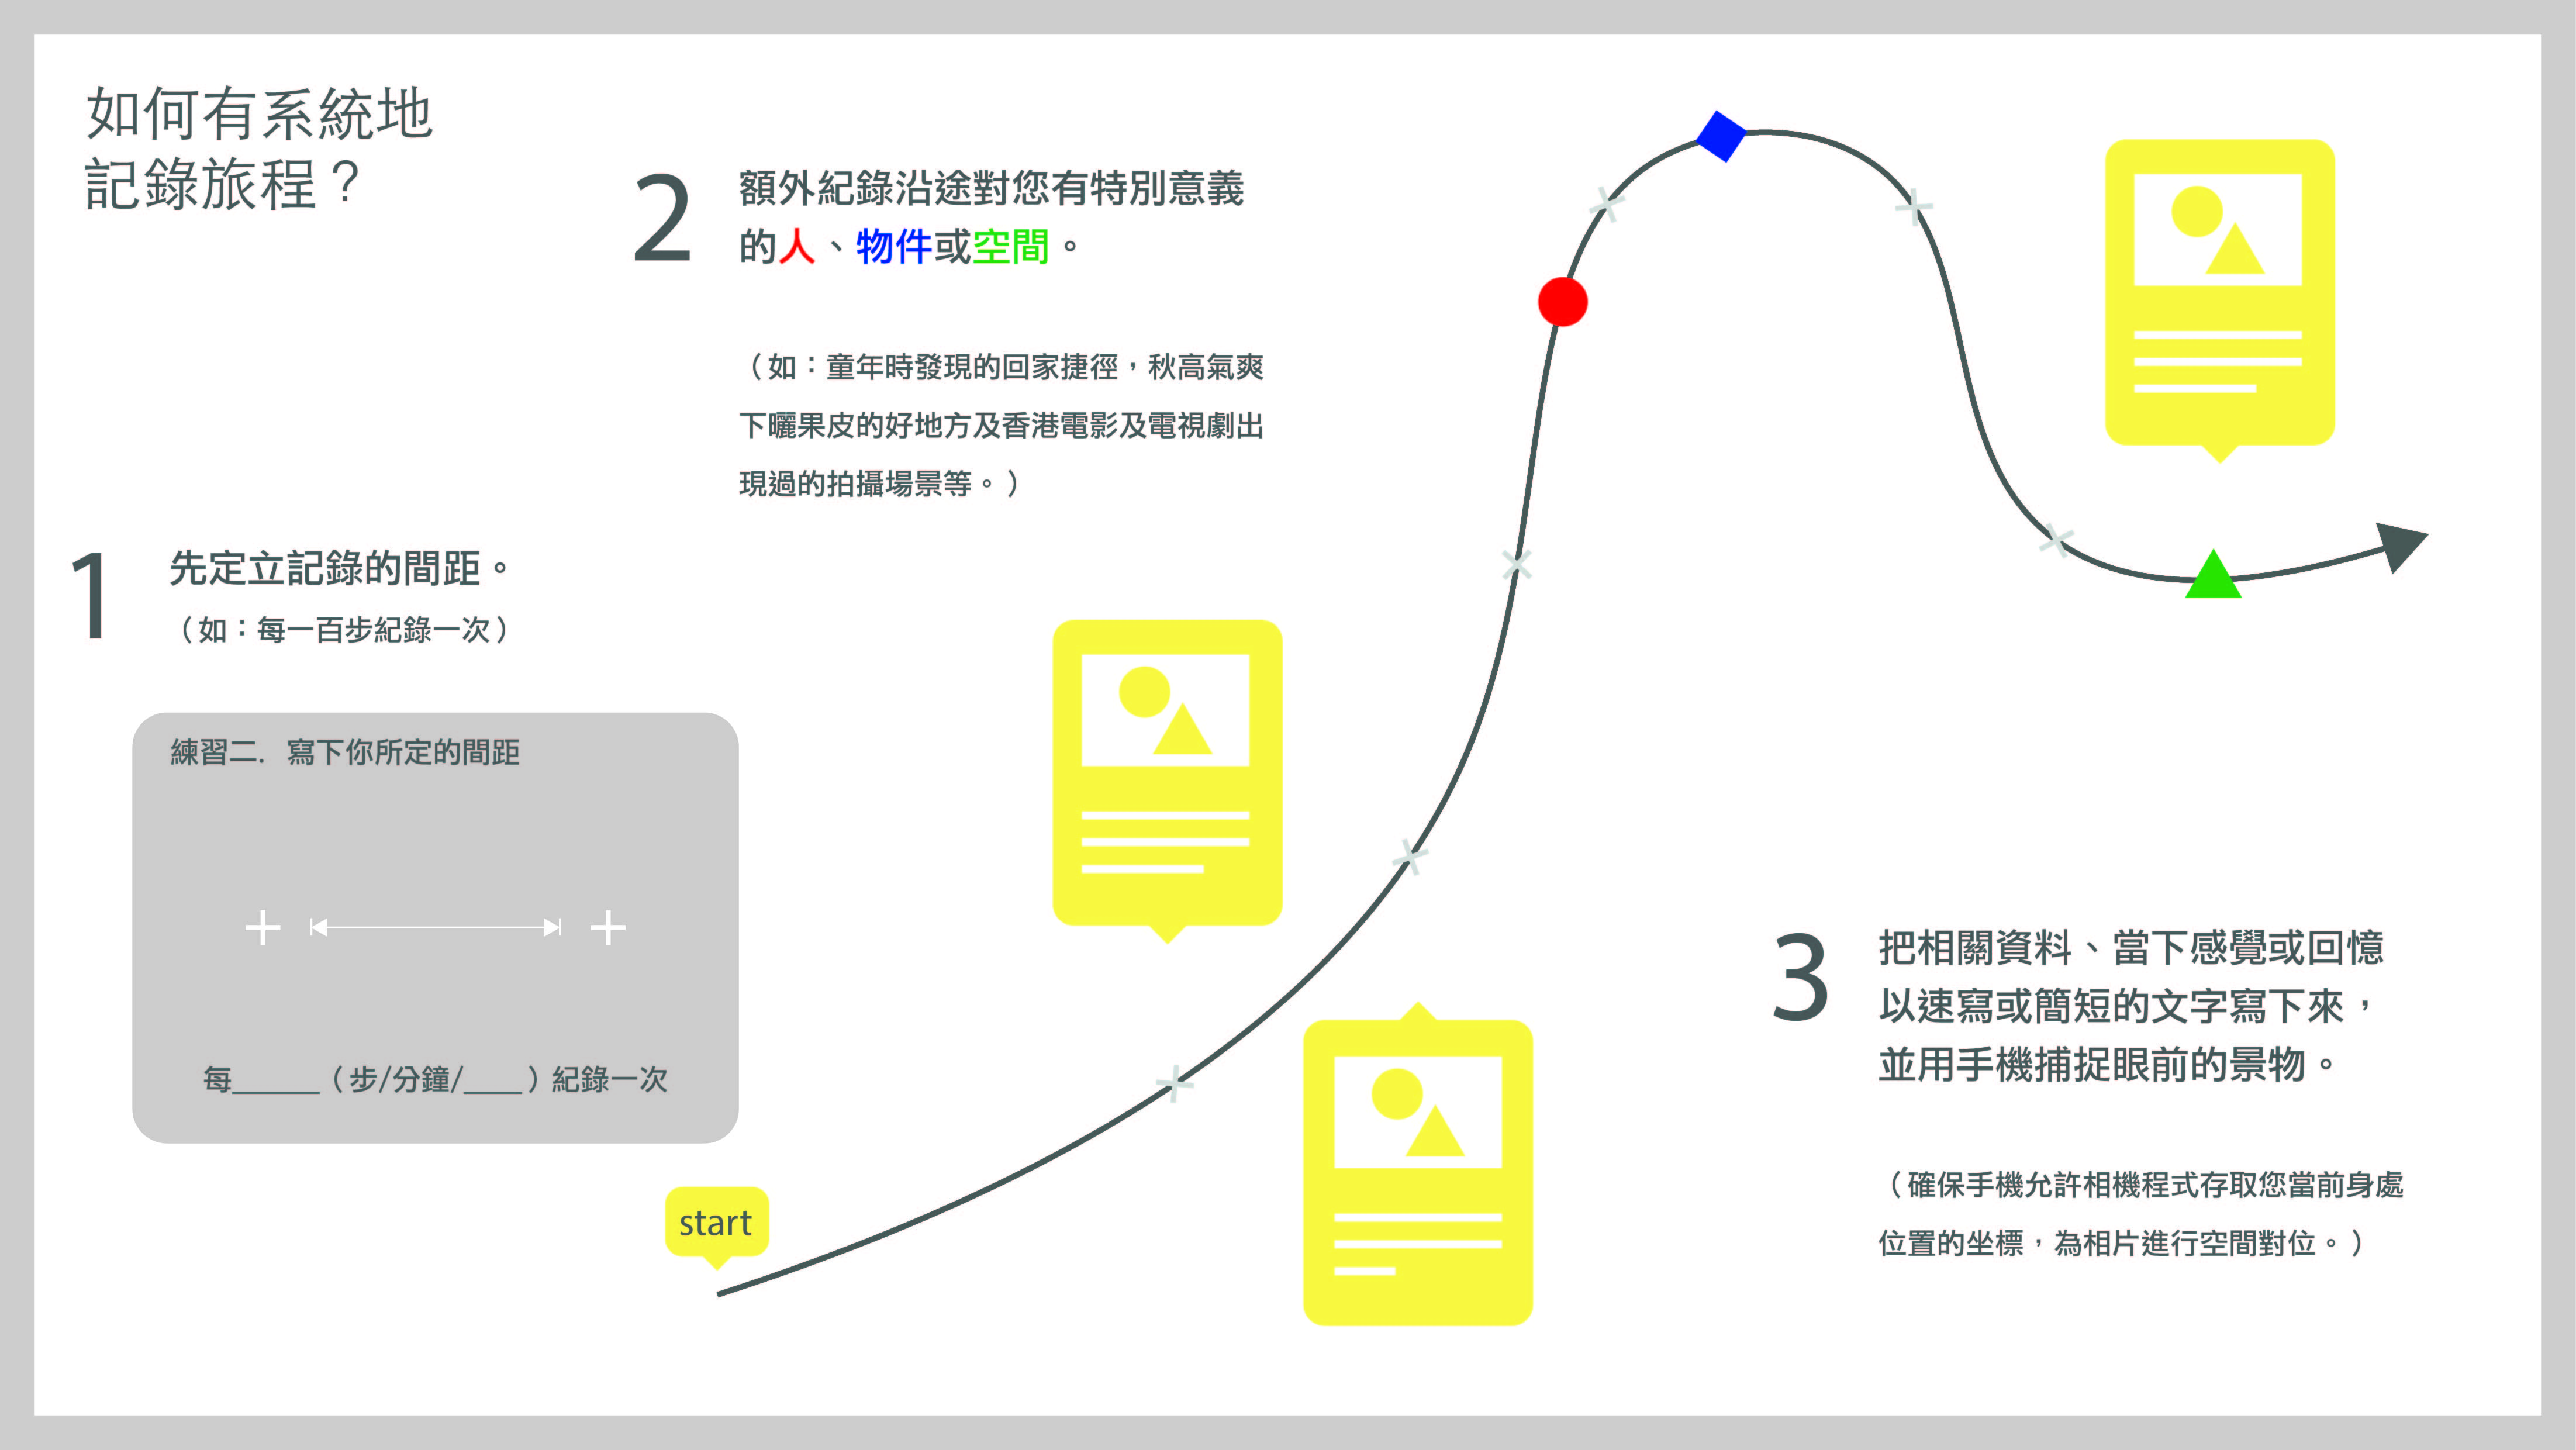 如何有系統地
記錄旅程？
1
先定立記錄的間距。
（如：每一百步紀錄一次）
練習二. 寫下你所定的間距
每______（步/分鐘/____）紀錄一次
2
額外紀錄沿途對您有特別意義
的人、物件或空間。
（如：童年時發現的回家捷徑，秋高氣爽
下曬果皮的好地方及香港電影及電視劇出
現過的拍攝場景等。）
start
3
把相關資料、當下感覺或回憶
以速寫或簡短的文字寫下來，
並用手機捕捉眼前的景物。
（確保手機允許相機程式存取您當前身處
位置的坐標，為相片進行空間對位。）